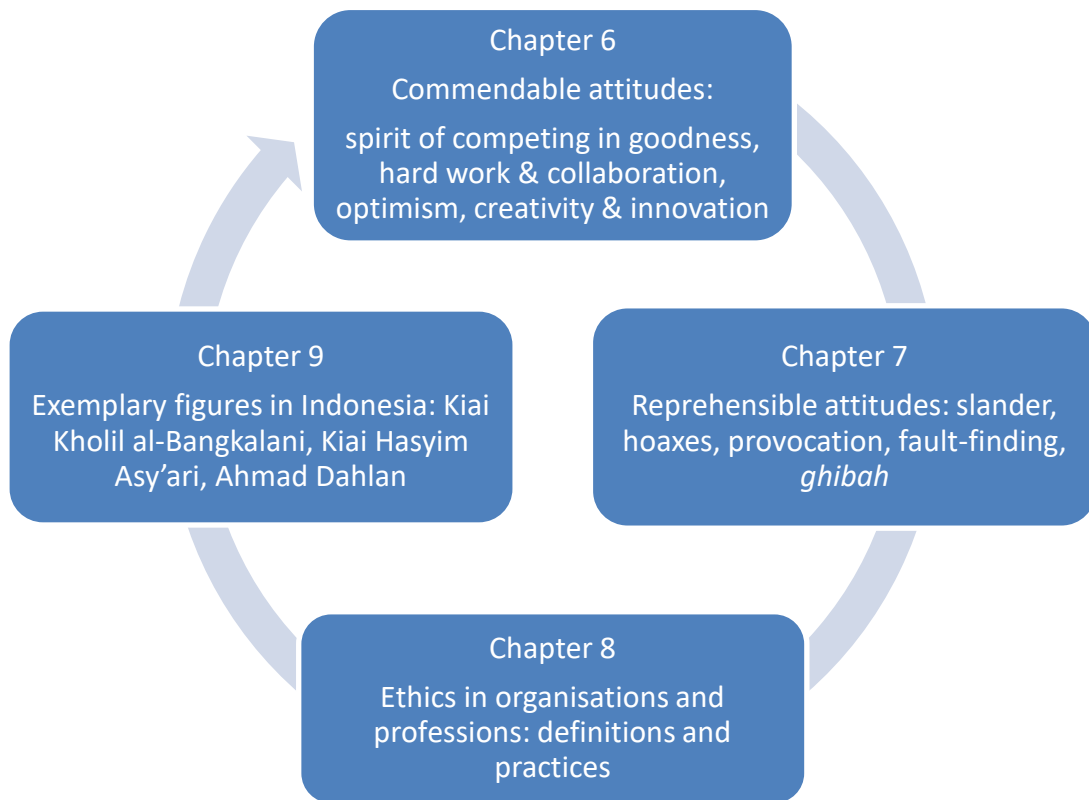 Chapter 6
Commendable attitudes:
spirit of competing in goodness,
hard work & collaboration,
optimism, creativity & innovation
Chapter 7
Reprehensible attitudes: slander,
hoaxes, provocation, fault-finding,
ghibah
Chapter 8
Ethics in organisations and
professions: definitions and
practices
Chapter 9
Exemplary figures in Indonesia: Kiai
Kholil al-Bangkalani, Kiai Hasyim
Asy’ari, Ahmad Dahlan